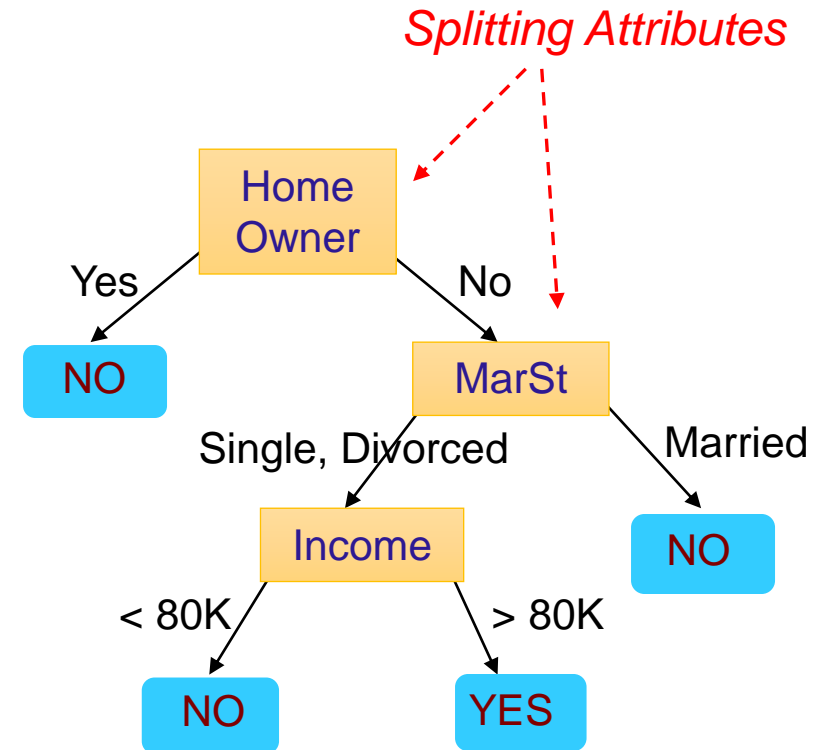 Splitting Attributes
Home
Owner
Yes
No
NO
MarSt
Single, Divorced
Married
Income
NO
< 80K
> 80K
NO
YES